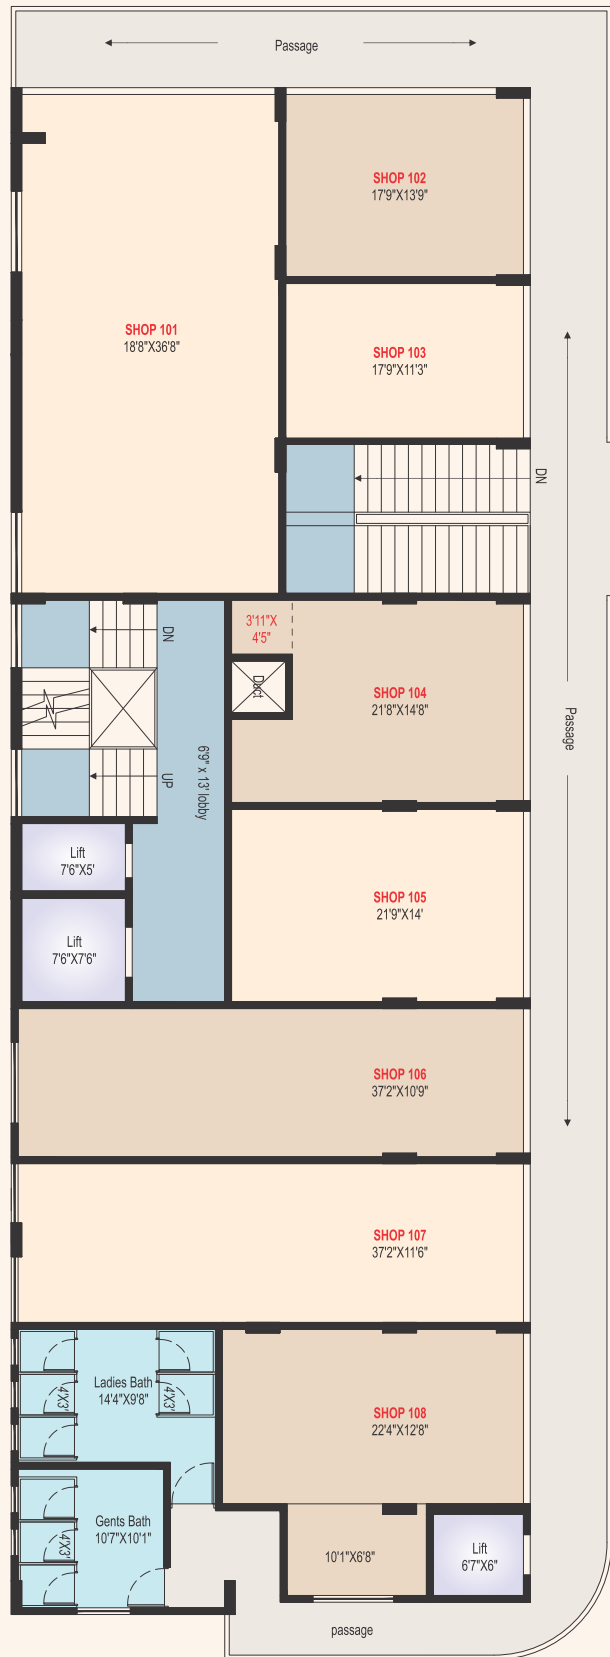 Passage
SHOP 102
17'9"X13'9"
SHOP 101
18'8"X36'8"
SHOP 103
17'9"X11'3"
DN
3'11"X
4'5"
DN
Duct
SHOP 104
21'8"X14'8"
Passage
UP
6'9" x 13' lobby
Lift
7'6"X5'
SHOP 105
21'9"X14'
Lift
7'6"X7'6"
SHOP 106
37'2"X10'9"
SHOP 107
37'2"X11'6"
Ladies Bath
14'4"X9'8"
4'X3'
4'X3'
SHOP 108
22'4"X12'8"
Gents Bath
10'7"X10'1"
4'X3'
10'1"X6'8"
Lift
6'7"X6"
passage